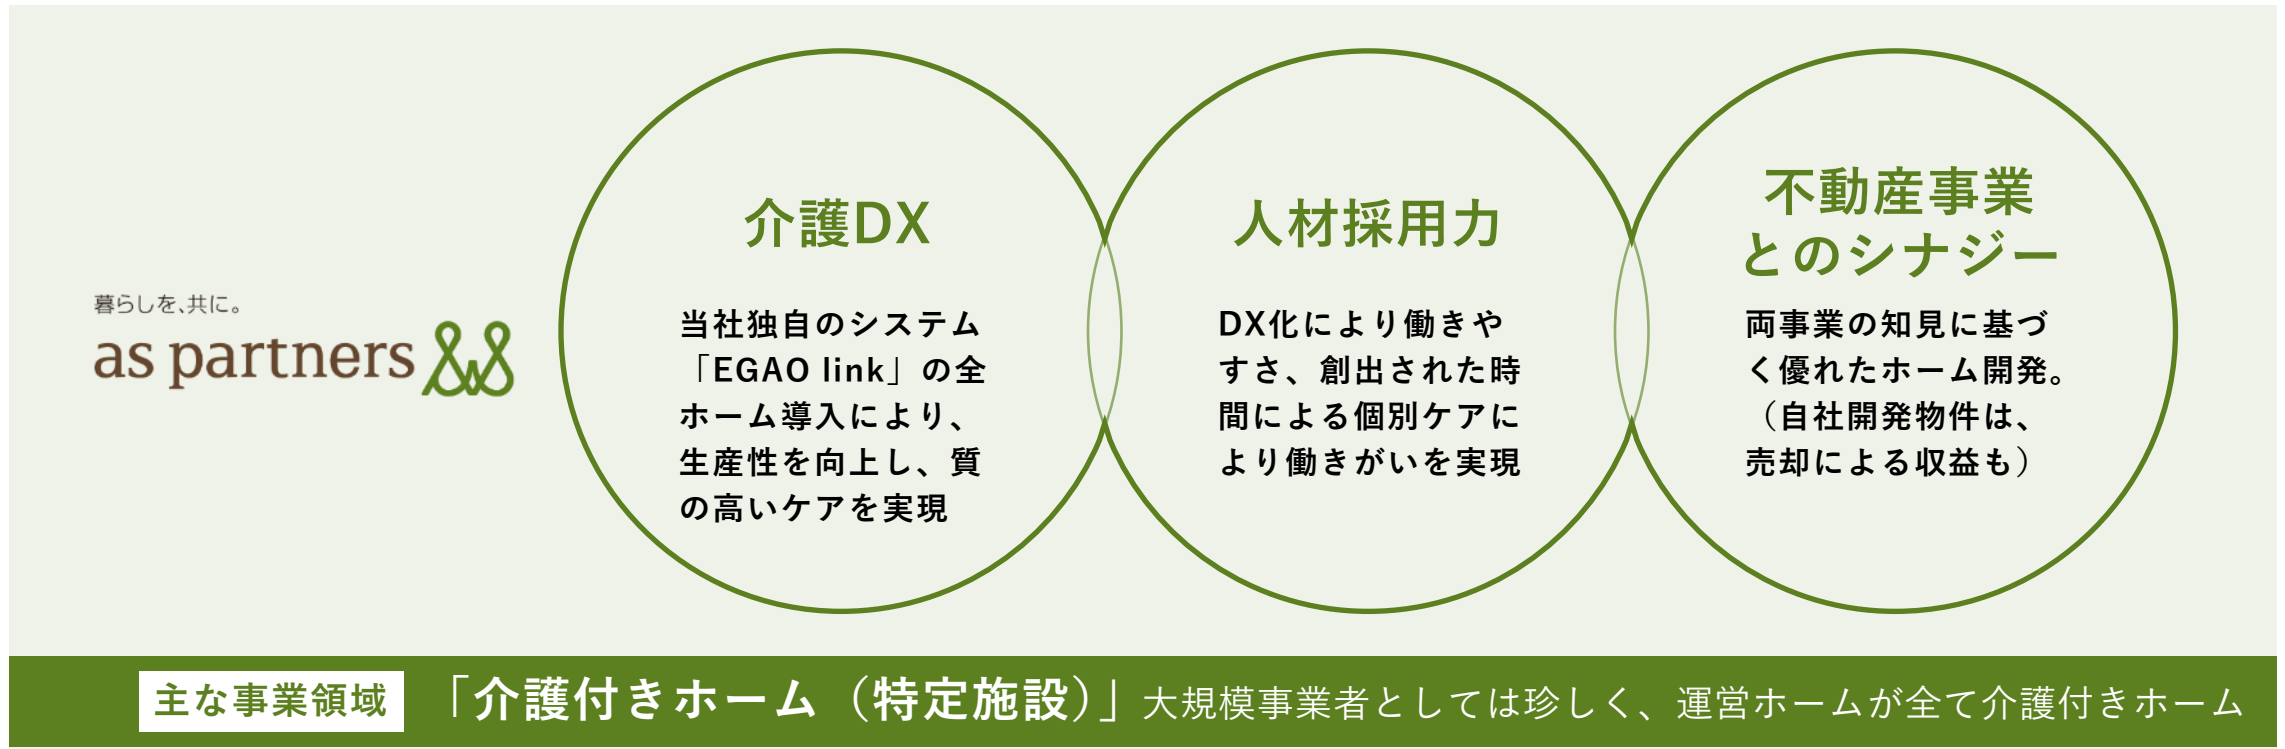 暮らしを、共に。
as partners
介護DX
当社独自のシステム
「EGAO link」の全
ホーム導入により、
生産性を向上し、質
の高いケアを実現
人材採用力
DX化により働きや
すさ、創出された時
間による個別ケアに
より働きがいを実現
不動産事業
とのシナジー
両事業の知見に基づ
く優れたホーム開発。
（自社開発物件は、
売却による収益も）
主な事業領域 「介護付きホーム（特定施設）」大規模事業者としては珍しく、運営ホームが全て介護付きホーム